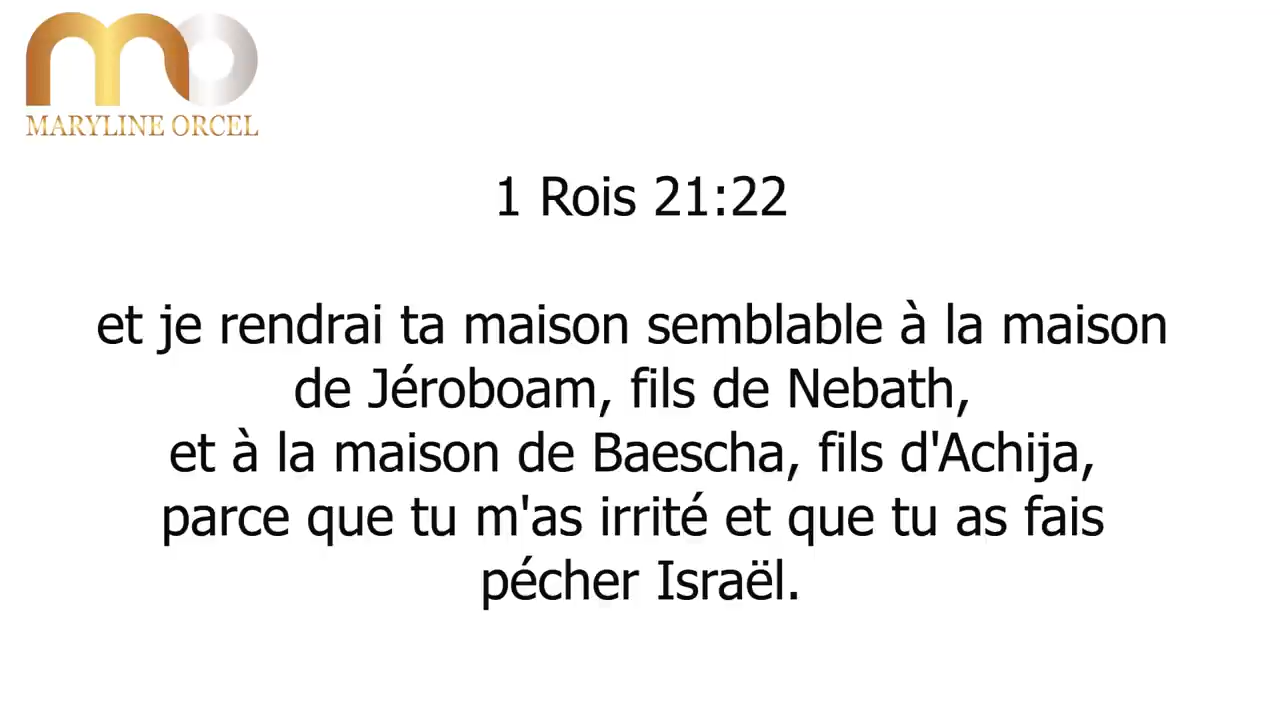 MARYLINE ORCEL
1 Rois 21:22
et je rendrai ta maison semblable à la maison
de Jéroboam, fils de Nebath,
et à la maison de Baescha, fils d'Achija,
parce que tu m'as irrité et que tu as fais
pécher Israël.